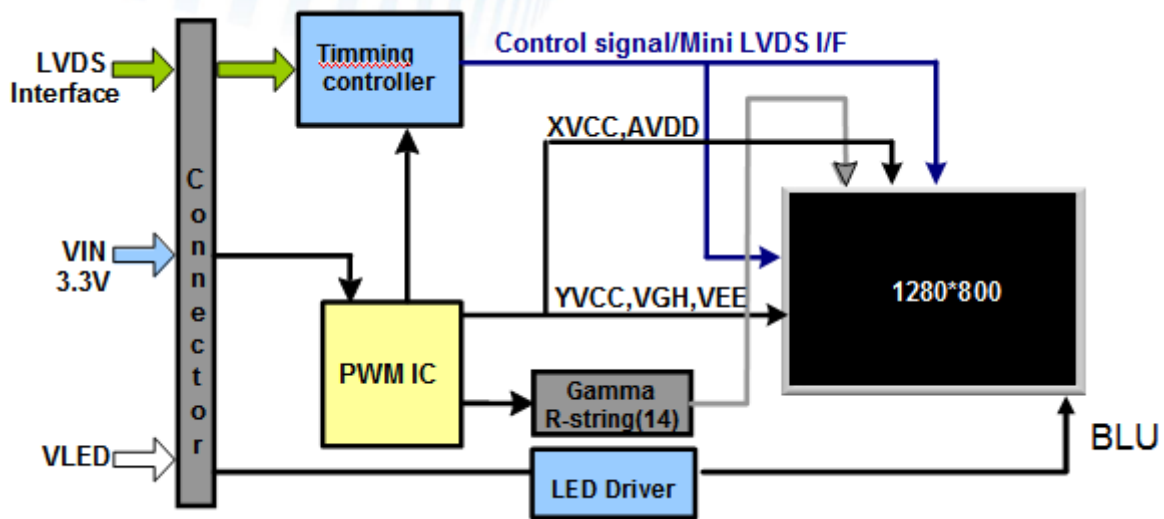 LVDS
Interface
Timming
controller
Control signal/Mini LVDS I/F
XVCC,AVDD
Connector
VIN
3.3V
1280*800
YVCC,VGH,VEE
PWM IC
Gamma
R-string(14)
VLED
LED Driver
BLU